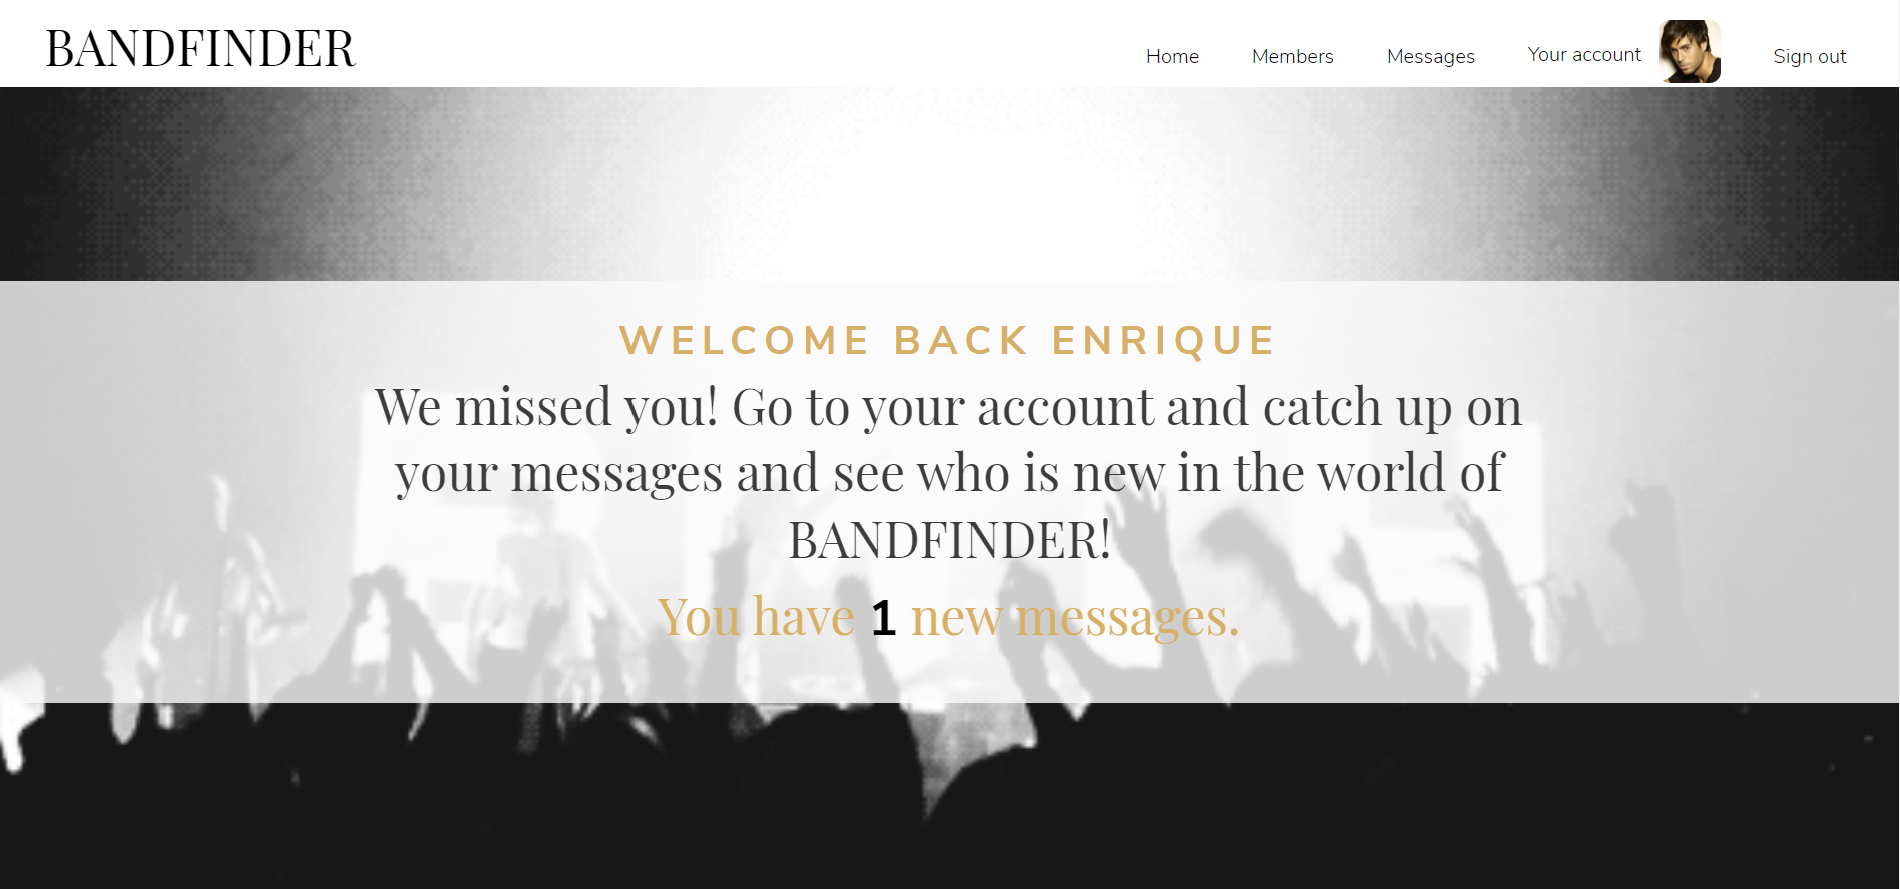 BANDFINDER
Home Members Messages Your account Sign out
WELCOME BACK ENRIQUE
We missed you! Go to your account and catch up on
your messages and see who is new in the world of
BANDFINDER!
You have 1 new messages.